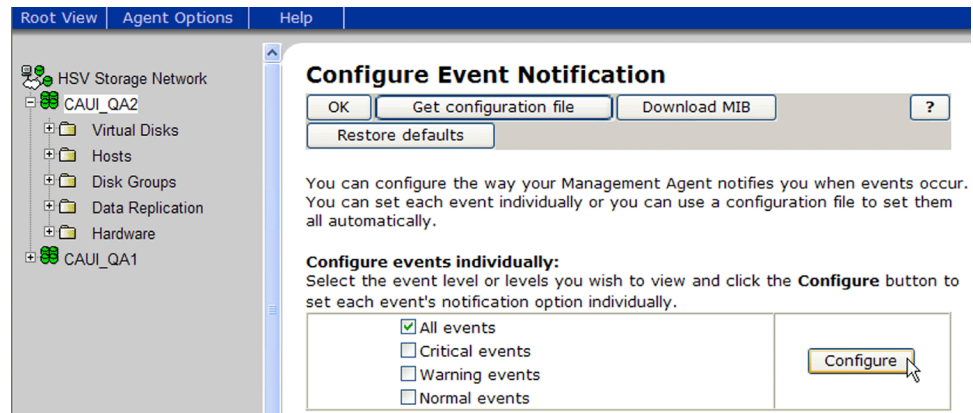 Root View Agent Options Help
HSV Storage Network
CAUI_QA2
Virtual Disks
Hosts
Disk Groups
Data Replication
Hardware
CAUI_QA1
Configure Event Notification
OK Get configuration file Download MIB ?
Restore defaults
You can configure the way your Management Agent notifies you when events occur.
You can set each event individually or you can use a configuration file to set them
all automatically.
Configure events individually:
Select the event level or levels you wish to view and click the Configure button to
set each event's notification option individually.
All events
Critical events
Warning events
Normal events
Configure